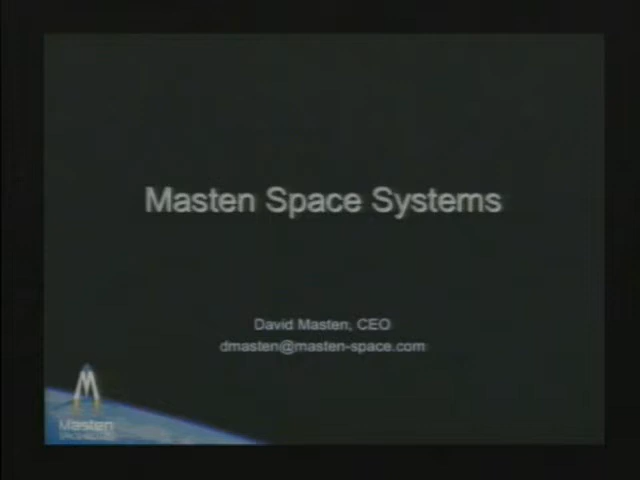 Masten Space Systems
David Masten, CEO
dmasten@masten-space.com
Masten